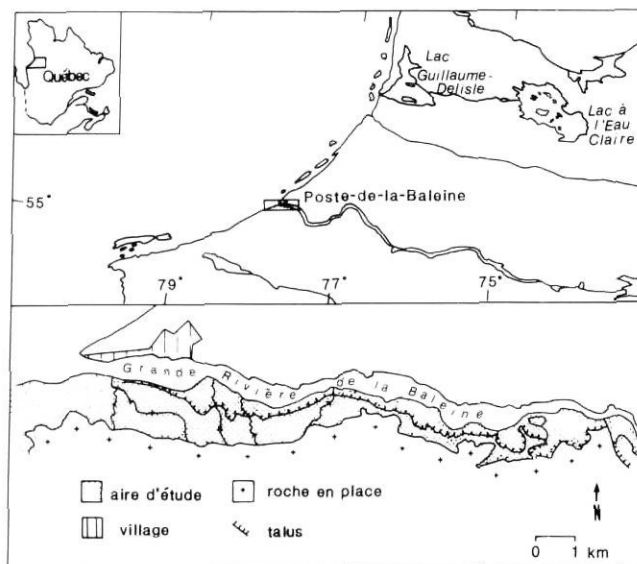 Québec
Lac
Guillaume-
Delisle
Lac à
l'Eau
Claire
55°
Poste-de-la-Baleine
79°
77°
75°
Grande Rivière de la Baleine
aire d'étude
roche en place
village
talus
N
0 1 km